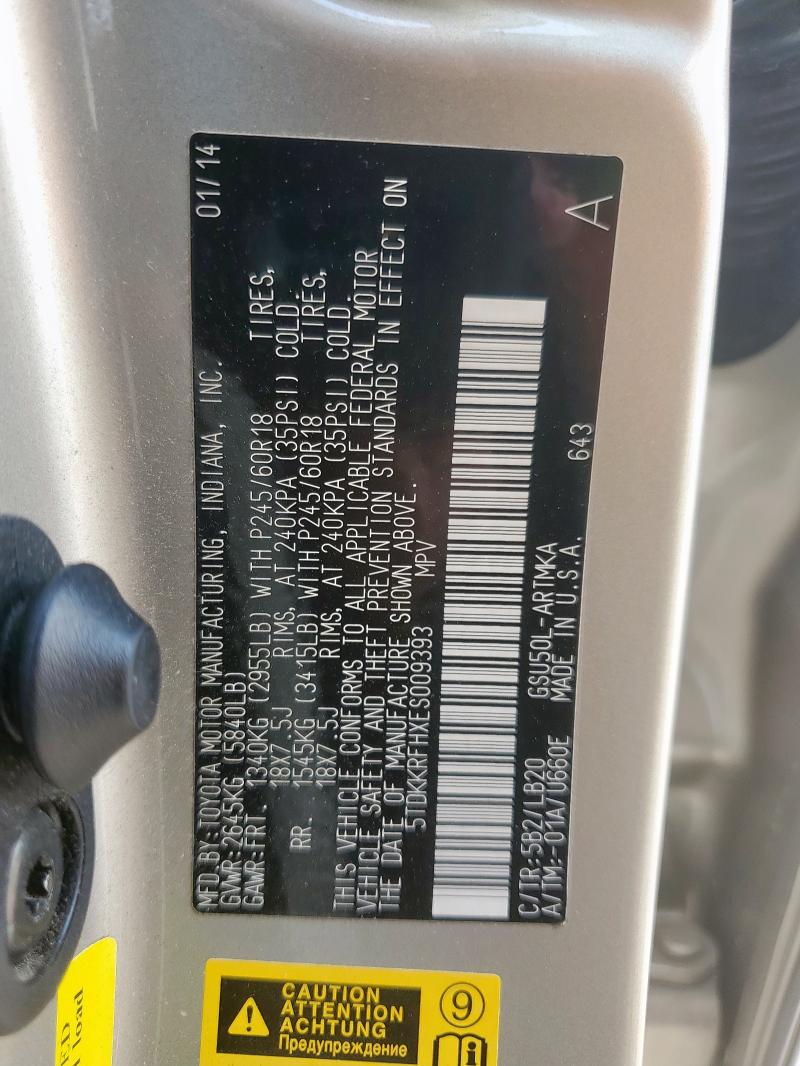 MFD.BY:TOYOTA MOTOR MANUFACTURING, INDIANA, INC. 01/14
GVWR:2645KG (5840LB)
GAWR:FRT. 1340KG (2955LB) WITH P245/60R18 TIRES,
18X7.5J RIMS, AT 240KPA (35PSI) COLD.
RR. 1545KG (3415LB) WITH P245/60R18 TIRES,
18X7.5J RIMS, AT 240KPA (35PSI) COLD.
THIS VEHICLE CONFORMS TO ALL APPLICABLE FEDERAL MOTOR
VEHICLE SAFETY AND THEFT PREVENTION STANDARDS IN EFFECT ON
THE DATE OF MANUFACTURE SHOWN ABOVE.
5TDKKRFHXES009393 MPV
C/TR:5B2/LB20 GSU50L-ARTMKA
A/TM:-01A/U660E MADE IN U.S.A. 643 A
CAUTION
ATTENTION
ACHTUNG
Предупреждение
9
load